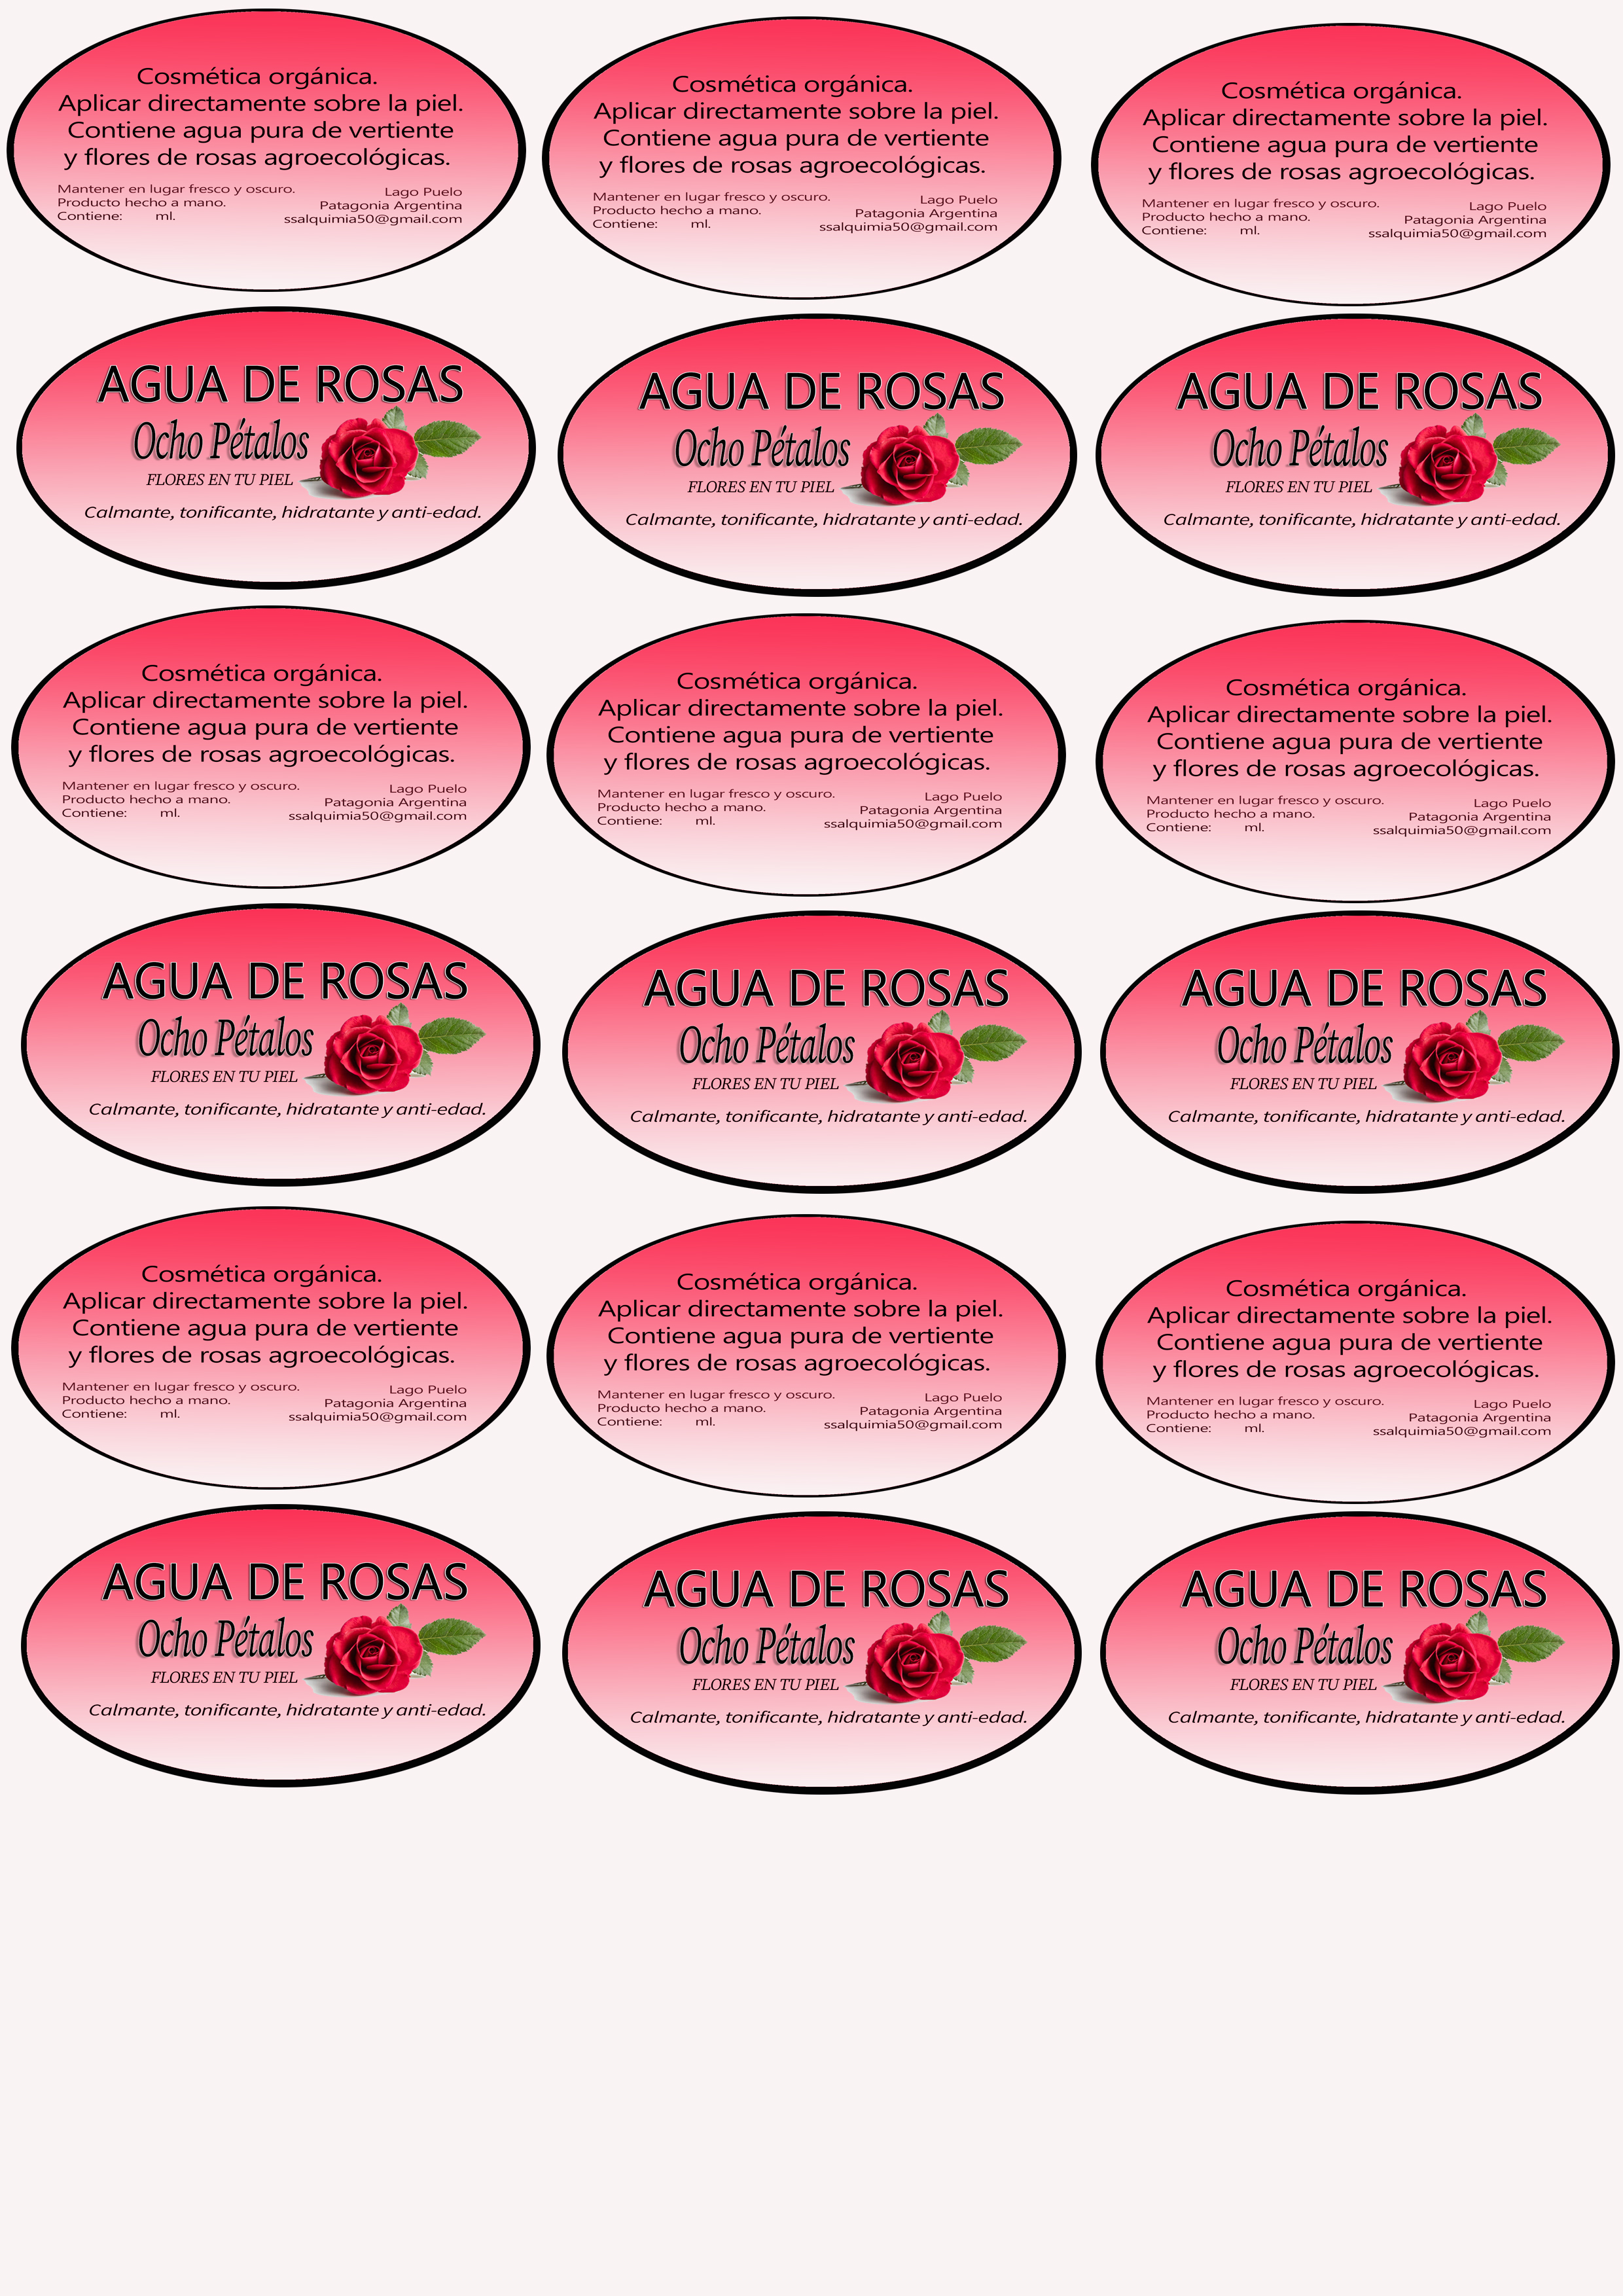 Cosmética orgánica.
Aplicar directamente sobre la piel.
Contiene agua pura de vertiente
y flores de rosas agroecológicas.
Mantener en lugar fresco y oscuro.
Producto hecho a mano.
Contiene: ml.
Lago Puelo
Patagonia Argentina
ssalquimia50@gmail.com
Cosmética orgánica.
Aplicar directamente sobre la piel.
Contiene agua pura de vertiente
y flores de rosas agroecológicas.
Mantener en lugar fresco y oscuro.
Producto hecho a mano.
Contiene: ml.
Lago Puelo
Patagonia Argentina
ssalquimia50@gmail.com
Cosmética orgánica.
Aplicar directamente sobre la piel.
Contiene agua pura de vertiente
y flores de rosas agroecológicas.
Mantener en lugar fresco y oscuro.
Producto hecho a mano.
Contiene: ml.
Lago Puelo
Patagonia Argentina
ssalquimia50@gmail.com
AGUA DE ROSAS
Ocho Pétalos
FLORES EN TU PIEL
Calmante, tonificante, hidratante y anti-edad.
AGUA DE ROSAS
Ocho Pétalos
FLORES EN TU PIEL
Calmante, tonificante, hidratante y anti-edad.
AGUA DE ROSAS
Ocho Pétalos
FLORES EN TU PIEL
Calmante, tonificante, hidratante y anti-edad.
Cosmética orgánica.
Aplicar directamente sobre la piel.
Contiene agua pura de vertiente
y flores de rosas agroecológicas.
Mantener en lugar fresco y oscuro.
Producto hecho a mano.
Contiene: ml.
Lago Puelo
Patagonia Argentina
ssalquimia50@gmail.com
Cosmética orgánica.
Aplicar directamente sobre la piel.
Contiene agua pura de vertiente
y flores de rosas agroecológicas.
Mantener en lugar fresco y oscuro.
Producto hecho a mano.
Contiene: ml.
Lago Puelo
Patagonia Argentina
ssalquimia50@gmail.com
Cosmética orgánica.
Aplicar directamente sobre la piel.
Contiene agua pura de vertiente
y flores de rosas agroecológicas.
Mantener en lugar fresco y oscuro.
Producto hecho a mano.
Contiene: ml.
Lago Puelo
Patagonia Argentina
ssalquimia50@gmail.com
AGUA DE ROSAS
Ocho Pétalos
FLORES EN TU PIEL
Calmante, tonificante, hidratante y anti-edad.
AGUA DE ROSAS
Ocho Pétalos
FLORES EN TU PIEL
Calmante, tonificante, hidratante y anti-edad.
AGUA DE ROSAS
Ocho Pétalos
FLORES EN TU PIEL
Calmante, tonificante, hidratante y anti-edad.
Cosmética orgánica.
Aplicar directamente sobre la piel.
Contiene agua pura de vertiente
y flores de rosas agroecológicas.
Mantener en lugar fresco y oscuro.
Producto hecho a mano.
Contiene: ml.
Lago Puelo
Patagonia Argentina
ssalquimia50@gmail.com
Cosmética orgánica.
Aplicar directamente sobre la piel.
Contiene agua pura de vertiente
y flores de rosas agroecológicas.
Mantener en lugar fresco y oscuro.
Producto hecho a mano.
Contiene: ml.
Lago Puelo
Patagonia Argentina
ssalquimia50@gmail.com
Cosmética orgánica.
Aplicar directamente sobre la piel.
Contiene agua pura de vertiente
y flores de rosas agroecológicas.
Mantener en lugar fresco y oscuro.
Producto hecho a mano.
Contiene: ml.
Lago Puelo
Patagonia Argentina
ssalquimia50@gmail.com
AGUA DE ROSAS
Ocho Pétalos
FLORES EN TU PIEL
Calmante, tonificante, hidratante y anti-edad.
AGUA DE ROSAS
Ocho Pétalos
FLORES EN TU PIEL
Calmante, tonificante, hidratante y anti-edad.
AGUA DE ROSAS
Ocho Pétalos
FLORES EN TU PIEL
Calmante, tonificante, hidratante y anti-edad.